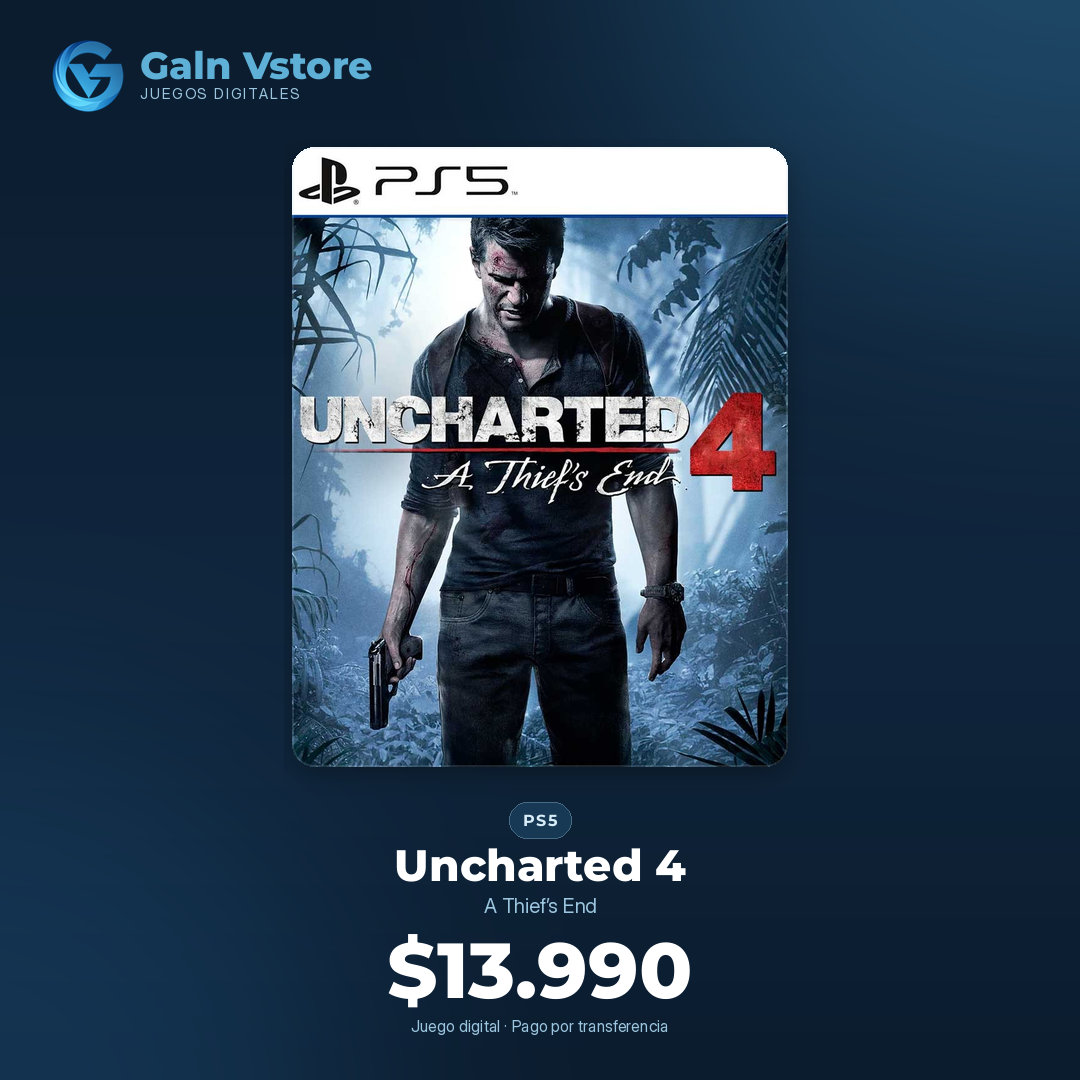 Galn Vstore
JUEGOS DIGITALES
PS5
UNCHARTED 4
A Thief's End
PS5
Uncharted 4
A Thief's End
$13.990
Juego digital · Pago por transferencia